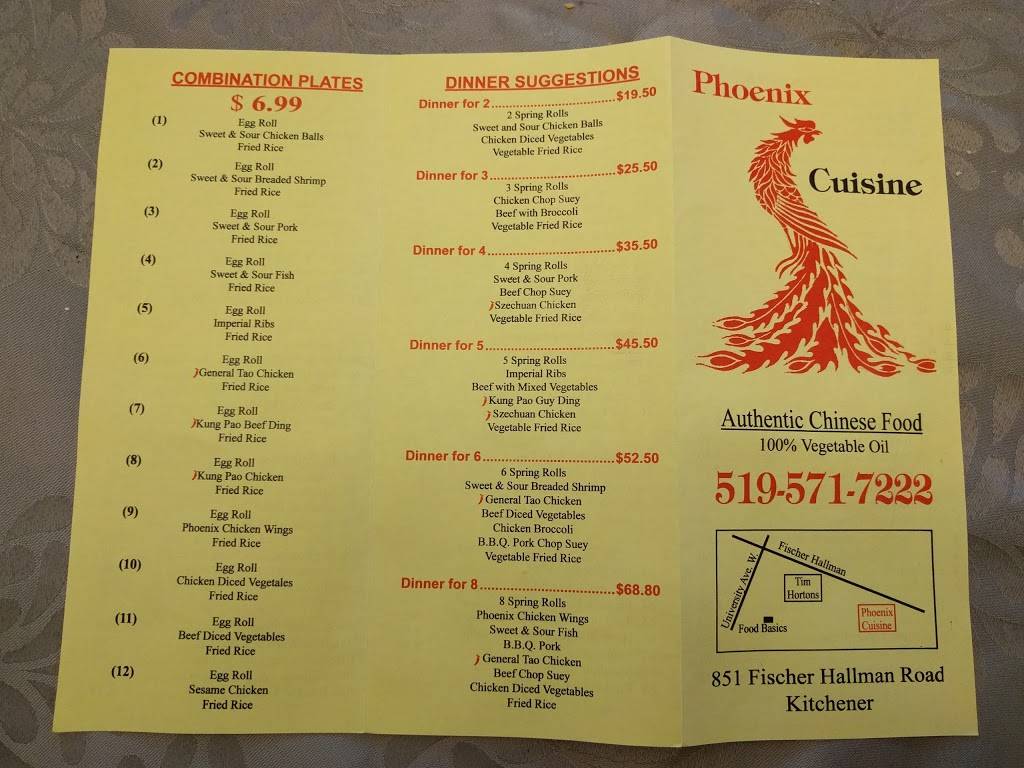 COMBINATION PLATES
$ 6.99
(1) Egg Roll
Sweet & Sour Chicken Balls
Fried Rice
(2) Egg Roll
Sweet & Sour Breaded Shrimp
Fried Rice
(3) Egg Roll
Sweet & Sour Pork
Fried Rice
(4) Egg Roll
Sweet & Sour Fish
Fried Rice
(5) Egg Roll
Imperial Ribs
Fried Rice
(6) Egg Roll
General Tao Chicken
Fried Rice
(7) Egg Roll
Kung Pao Beef Ding
Fried Rice
(8) Egg Roll
Kung Pao Chicken
Fried Rice
(9) Egg Roll
Phoenix Chicken Wings
Fried Rice
(10) Egg Roll
Chicken Diced Vegetales
Fried Rice
(11) Egg Roll
Beef Diced Vegetables
Fried Rice
(12) Egg Roll
Sesame Chicken
Fried Rice
DINNER SUGGESTIONS
Dinner for 2....................................$19.50
2 Spring Rolls
Sweet and Sour Chicken Balls
Chicken Diced Vegetables
Vegetable Fried Rice
Dinner for 3....................................$25.50
3 Spring Rolls
Chicken Chop Suey
Beef with Broccoli
Vegetable Fried Rice
Dinner for 4....................................$35.50
4 Spring Rolls
Sweet & Sour Pork
Beef Chop Suey
Szechuan Chicken
Vegetable Fried Rice
Dinner for 5....................................$45.50
5 Spring Rolls
Imperial Ribs
Beef with Mixed Vegetables
Kung Pao Guy Ding
Szechuan Chicken
Vegetable Fried Rice
Dinner for 6....................................$52.50
6 Spring Rolls
Sweet & Sour Breaded Shrimp
General Tao Chicken
Beef Diced Vegetables
Chicken Broccoli
B.B.Q. Pork Chop Suey
Vegetable Fried Rice
Dinner for 8....................................$68.80
8 Spring Rolls
Phoenix Chicken Wings
Sweet & Sour Fish
B.B.Q. Pork
General Tao Chicken
Beef Chop Suey
Chicken Diced Vegetables
Fried Rice
Phoenix
Cuisine
Authentic Chinese Food
100% Vegetable Oil
519-571-7222
University Ave. W.
Fischer Hallman
Tim
Hortons
Phoenix
Cuisine
Food Basics
851 Fischer Hallman Road
Kitchener